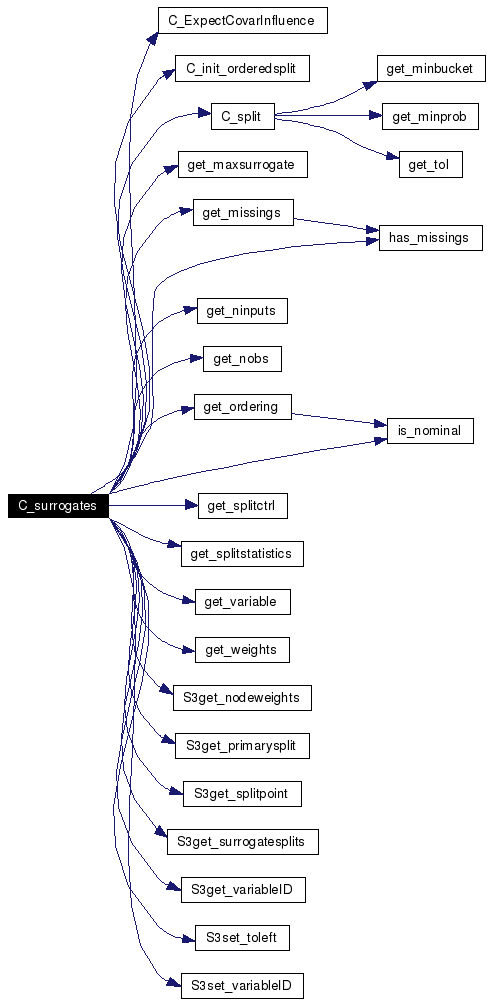 C_ExpectCovarInfluence
C_init_orderedsplit
get_minbucket
C_split
get_minprob
get_tol
get_maxsurrogate
get_missings
has_missings
get_ninputs
get_nobs
get_ordering
is_nominal
C_surrogates
get_splitctrl
get_splitstatistics
get_variable
get_weights
S3get_nodeweights
S3get_primarysplit
S3get_splitpoint
S3get_surrogatesplits
S3get_variableID
S3set_toleft
S3set_variableID